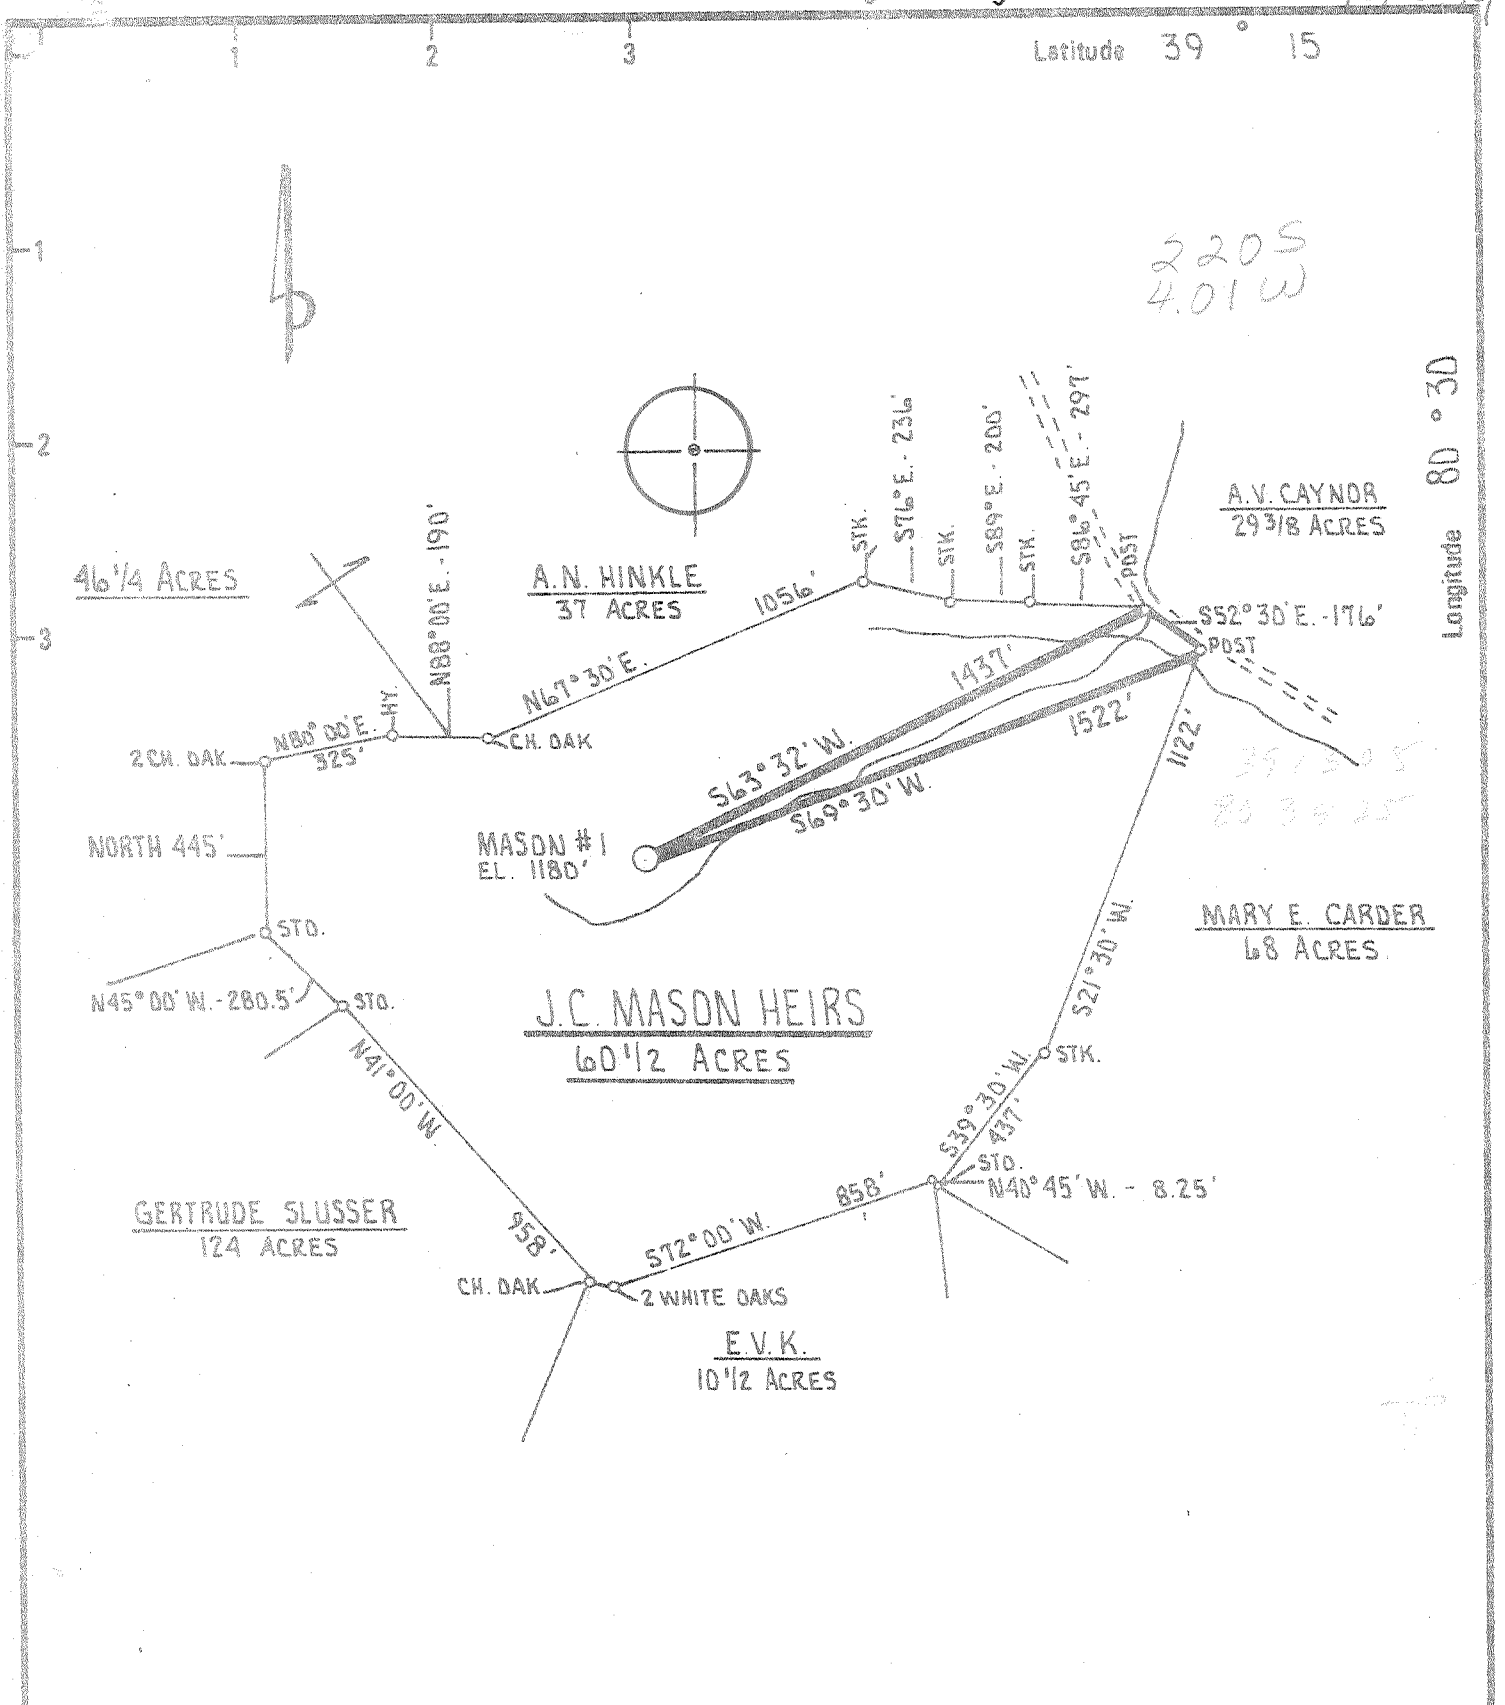 Latitude 39 ° 15
1 2 3
1
2
3
2 20 S
4.01 W
Longitude 80 ° 30
A.V. CAYNOR
29 3/8 ACRES
46 1/4 ACRES
A.N. HINKLE
37 ACRES
N88°00'E.-190'
STK.
S76°E.-236'
STK.
S89°E.-200'
STK.
S86°45'E.-297'
POST
S52°30'E.-176'
POST
1056'
N67°30'E.
HY.
N80°00'E.
325'
2 CH. OAK
CH. OAK
1437'
S63°32'W.
1522'
S69°30'W.
1122'
S21°30'W.
NORTH 445'
MASON #1
EL. 1180'
MARY E. CARDER
68 ACRES
STO.
N45°00'W.-280.5'
STO.
N41°00'W.
958'
J.C. MASON HEIRS
60 1/2 ACRES
STK.
S39°30'W.
437'
STO.
N40°45'W. - 8.25'
858'
S72°00'W.
GERTRUDE SLUSSER
124 ACRES
CH. OAK
2 WHITE OAKS
E.V.K.
10 1/2 ACRES